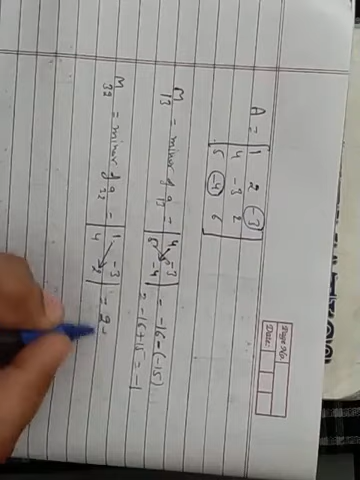 Page No.
Date:
A = 1 2 -3
4 -3 2
5 -4 6
M13 = minor of a13 = | 4 -3 | = -16-(-15)
| 5 -4 |
= -16+15 = -1
M32 = minor of a32 = | 1 -3 | = 2+
| 4 2 |